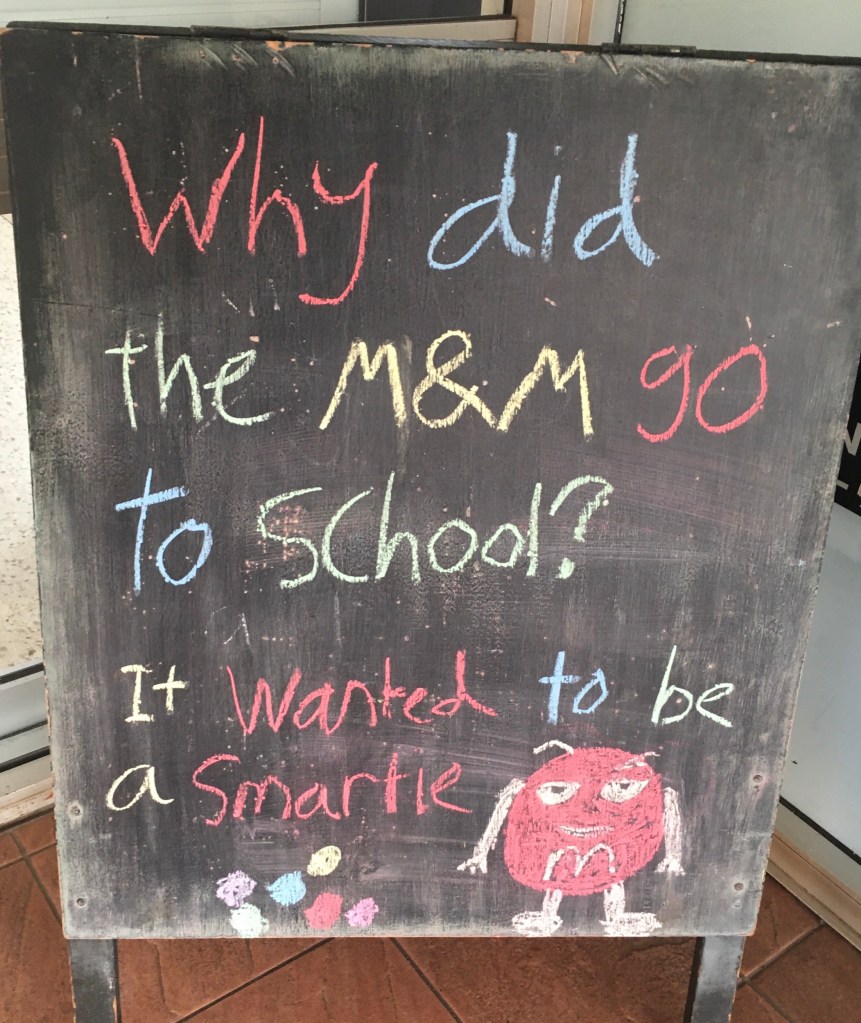 Why did
the M&M go
to School?
It Wanted to be
a Smartie
m